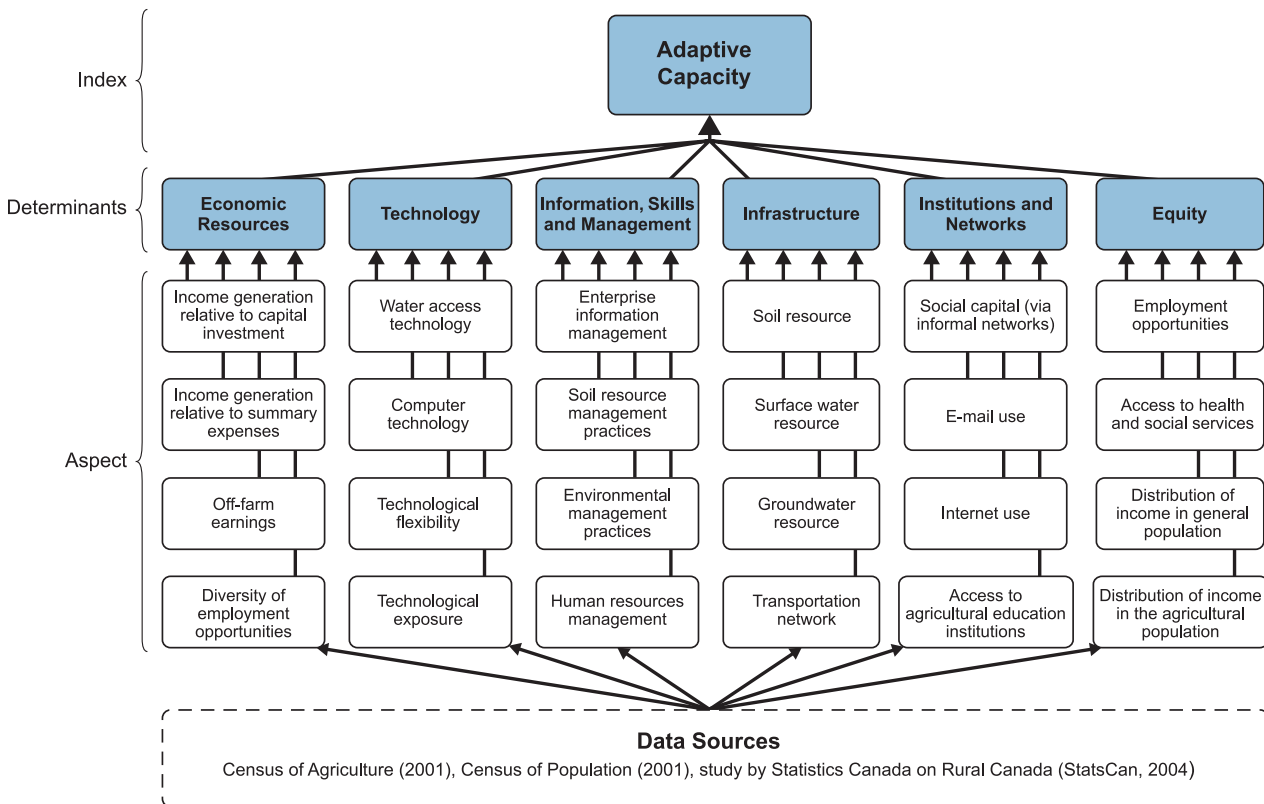 Index
Adaptive
Capacity
Determinants
Economic
Resources
Technology
Information, Skills
and Management
Infrastructure
Institutions and
Networks
Equity
Aspect
Income generation
relative to capital
investment
Water access
technology
Enterprise
information
management
Soil resource
Social capital (via
informal networks)
Employment
opportunities
Income generation
relative to summary
expenses
Computer
technology
Soil resource
management
practices
Surface water
resource
E-mail use
Access to health
and social services
Off-farm
earnings
Technological
flexibility
Environmental
management
practices
Groundwater
resource
Internet use
Distribution of
income in general
population
Diversity of
employment
opportunities
Technological
exposure
Human resources
management
Transportation
network
Access to
agricultural education
institutions
Distribution of income
in the agricultural
population
Data Sources
Census of Agriculture (2001), Census of Population (2001), study by Statistics Canada on Rural Canada (StatsCan, 2004)